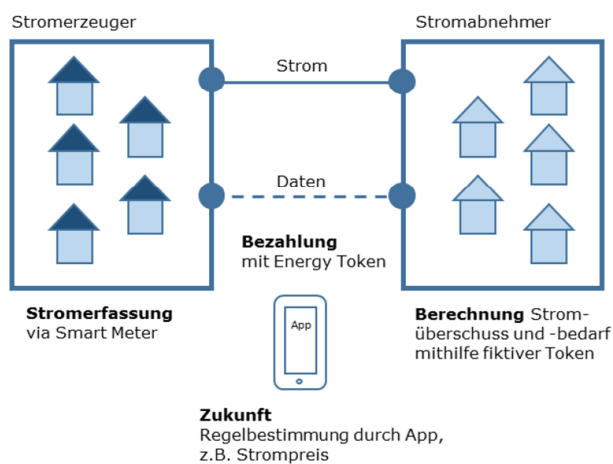 Stromerzeuger
Stromabnehmer
Strom
Daten
Bezahlung
mit Energy Token
Stromerfassung
via Smart Meter
App
Berechnung Strom-
überschuss und -bedarf
mithilfe fiktiver Token
Zukunft
Regelbestimmung durch App,
z.B. Strompreis